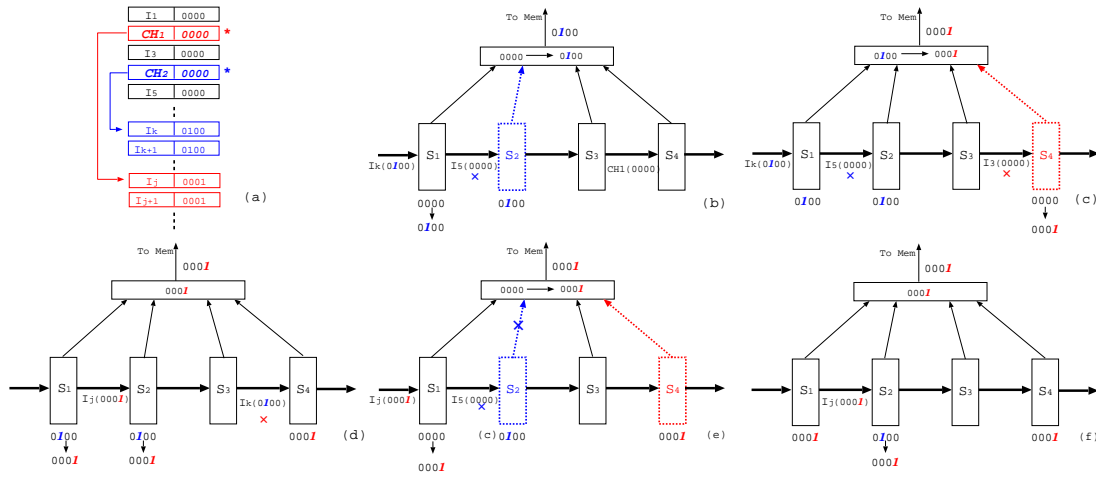 I1 0000
CH1 0000 *
I3 0000
CH2 0000 *
I5 0000
Ik 0100
Ik+1 0100
Ij 0001
Ij+1 0001
(a)
To Mem
0100
0000 0100
S1 S2 S3 S4
Ik(0100) I5(0000) CH1(0000)
×
0000 0100
0100
(b)
To Mem
0001
0100 0001
S1 S2 S3 S4
Ik(0100) I5(0000) I3(0000)
× ×
0100 0100 0000
0001
(c)
To Mem
0001
0001
S1 S2 S3 S4
Ij(0001) Ik(0100)
×
0100 0100 0001
0001 0001
(d)
To Mem
0001
0000 0001
×
S1 S2 S3 S4
Ij(0001) I5(0000)
×
0000 (c) 0100 0001 (e)
0001
To Mem
0001
0001
S1 S2 S3 S4
Ij(0001)
0001 0100 0001 (f)
0001